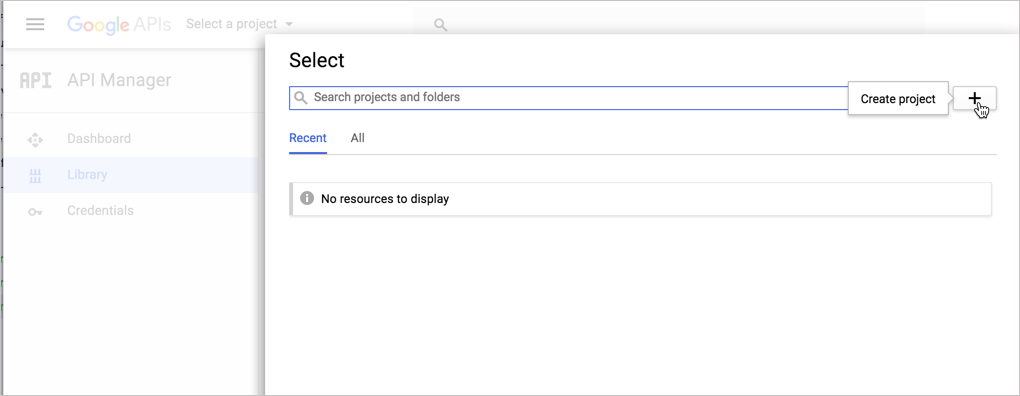 Google APIs Select a project
Select
API API Manager
Search projects and folders
Create project
Recent All
Dashboard
Library
Credentials
No resources to display